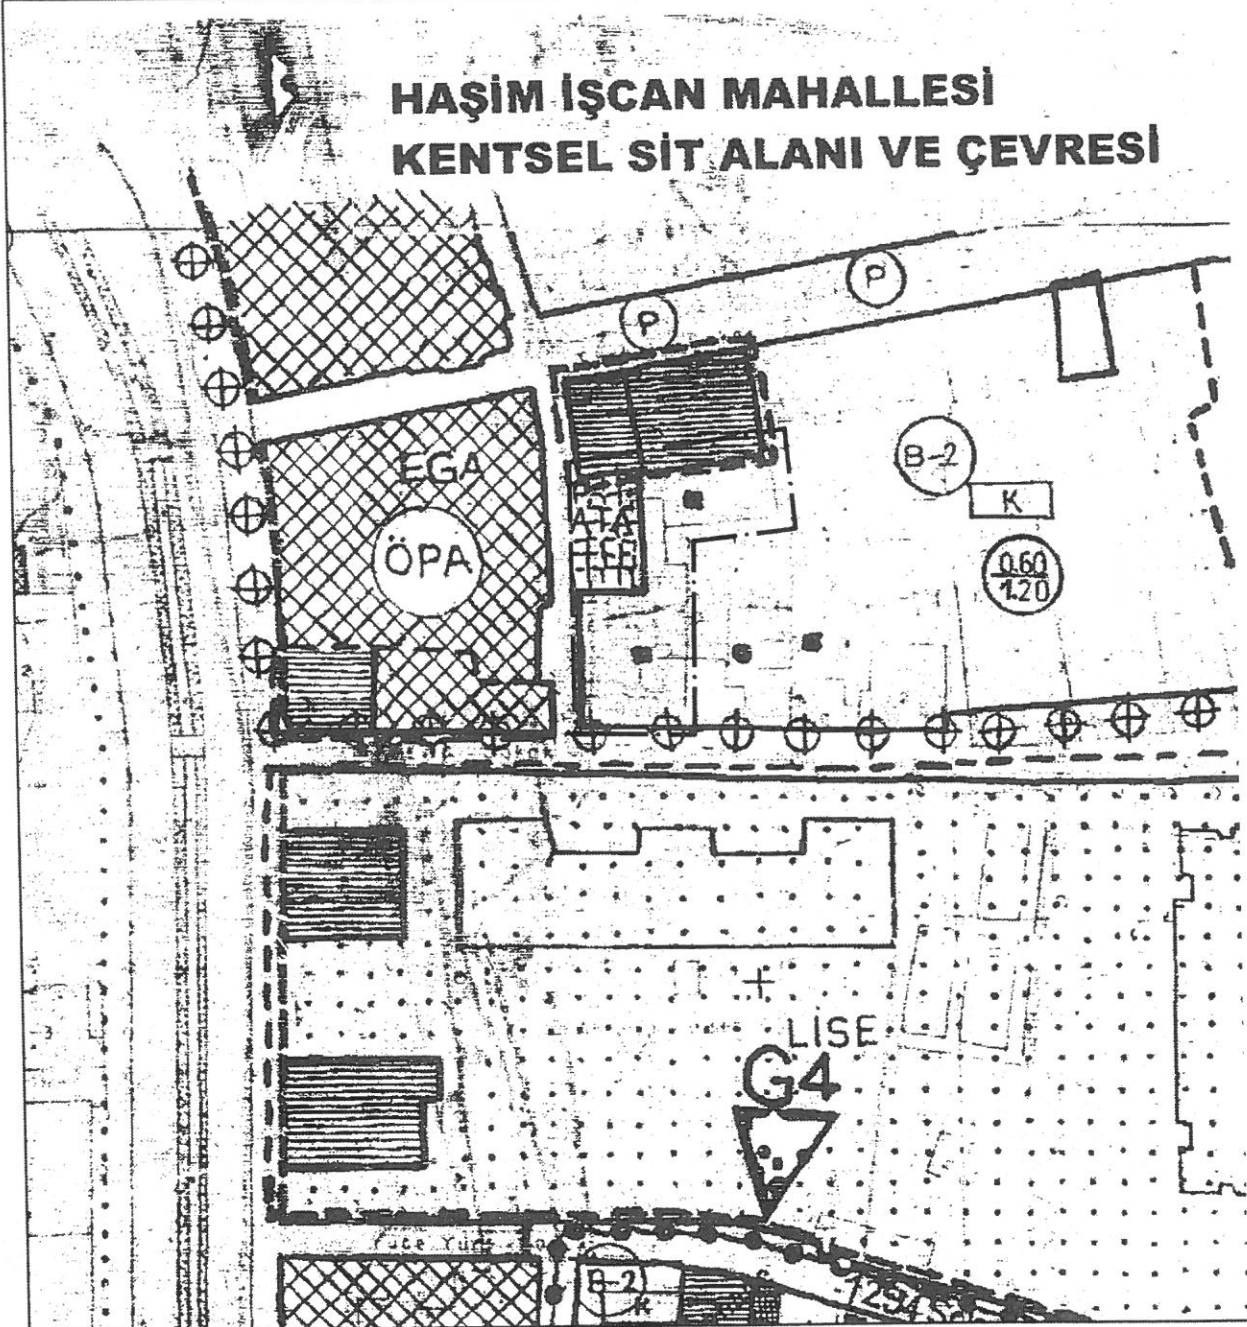 HAŞİM İŞCAN MAHALLESİ
KENTSEL SİT ALANI VE ÇEVRESİ
P
P
EGA
ÖPA
B-2
K
0.60
1.20
LİSE
G4
B-2
K